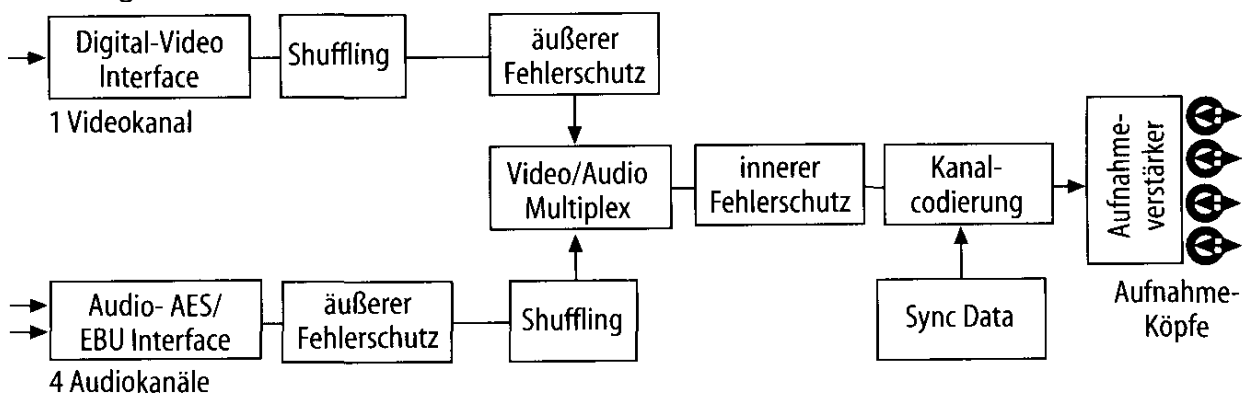 Digital-Video
Interface
1 Videokanal
Shuffling
äußerer
Fehlerschutz
Video/Audio
Multiplex
innerer
Fehlerschutz
Kanal-
codierung
Aufnahme-
verstärker
Aufnahme-
Köpfe
Sync Data
Audio- AES/
EBU Interface
4 Audiokanäle
äußerer
Fehlerschutz
Shuffling